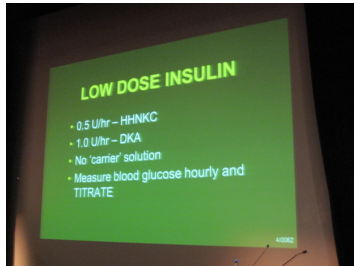 LOW DOSE INSULIN
• 0.5 U/hr – HHNKC
• 1.0 U/hr – DKA
• No 'carrier' solution
• Measure blood glucose hourly and
TITRATE